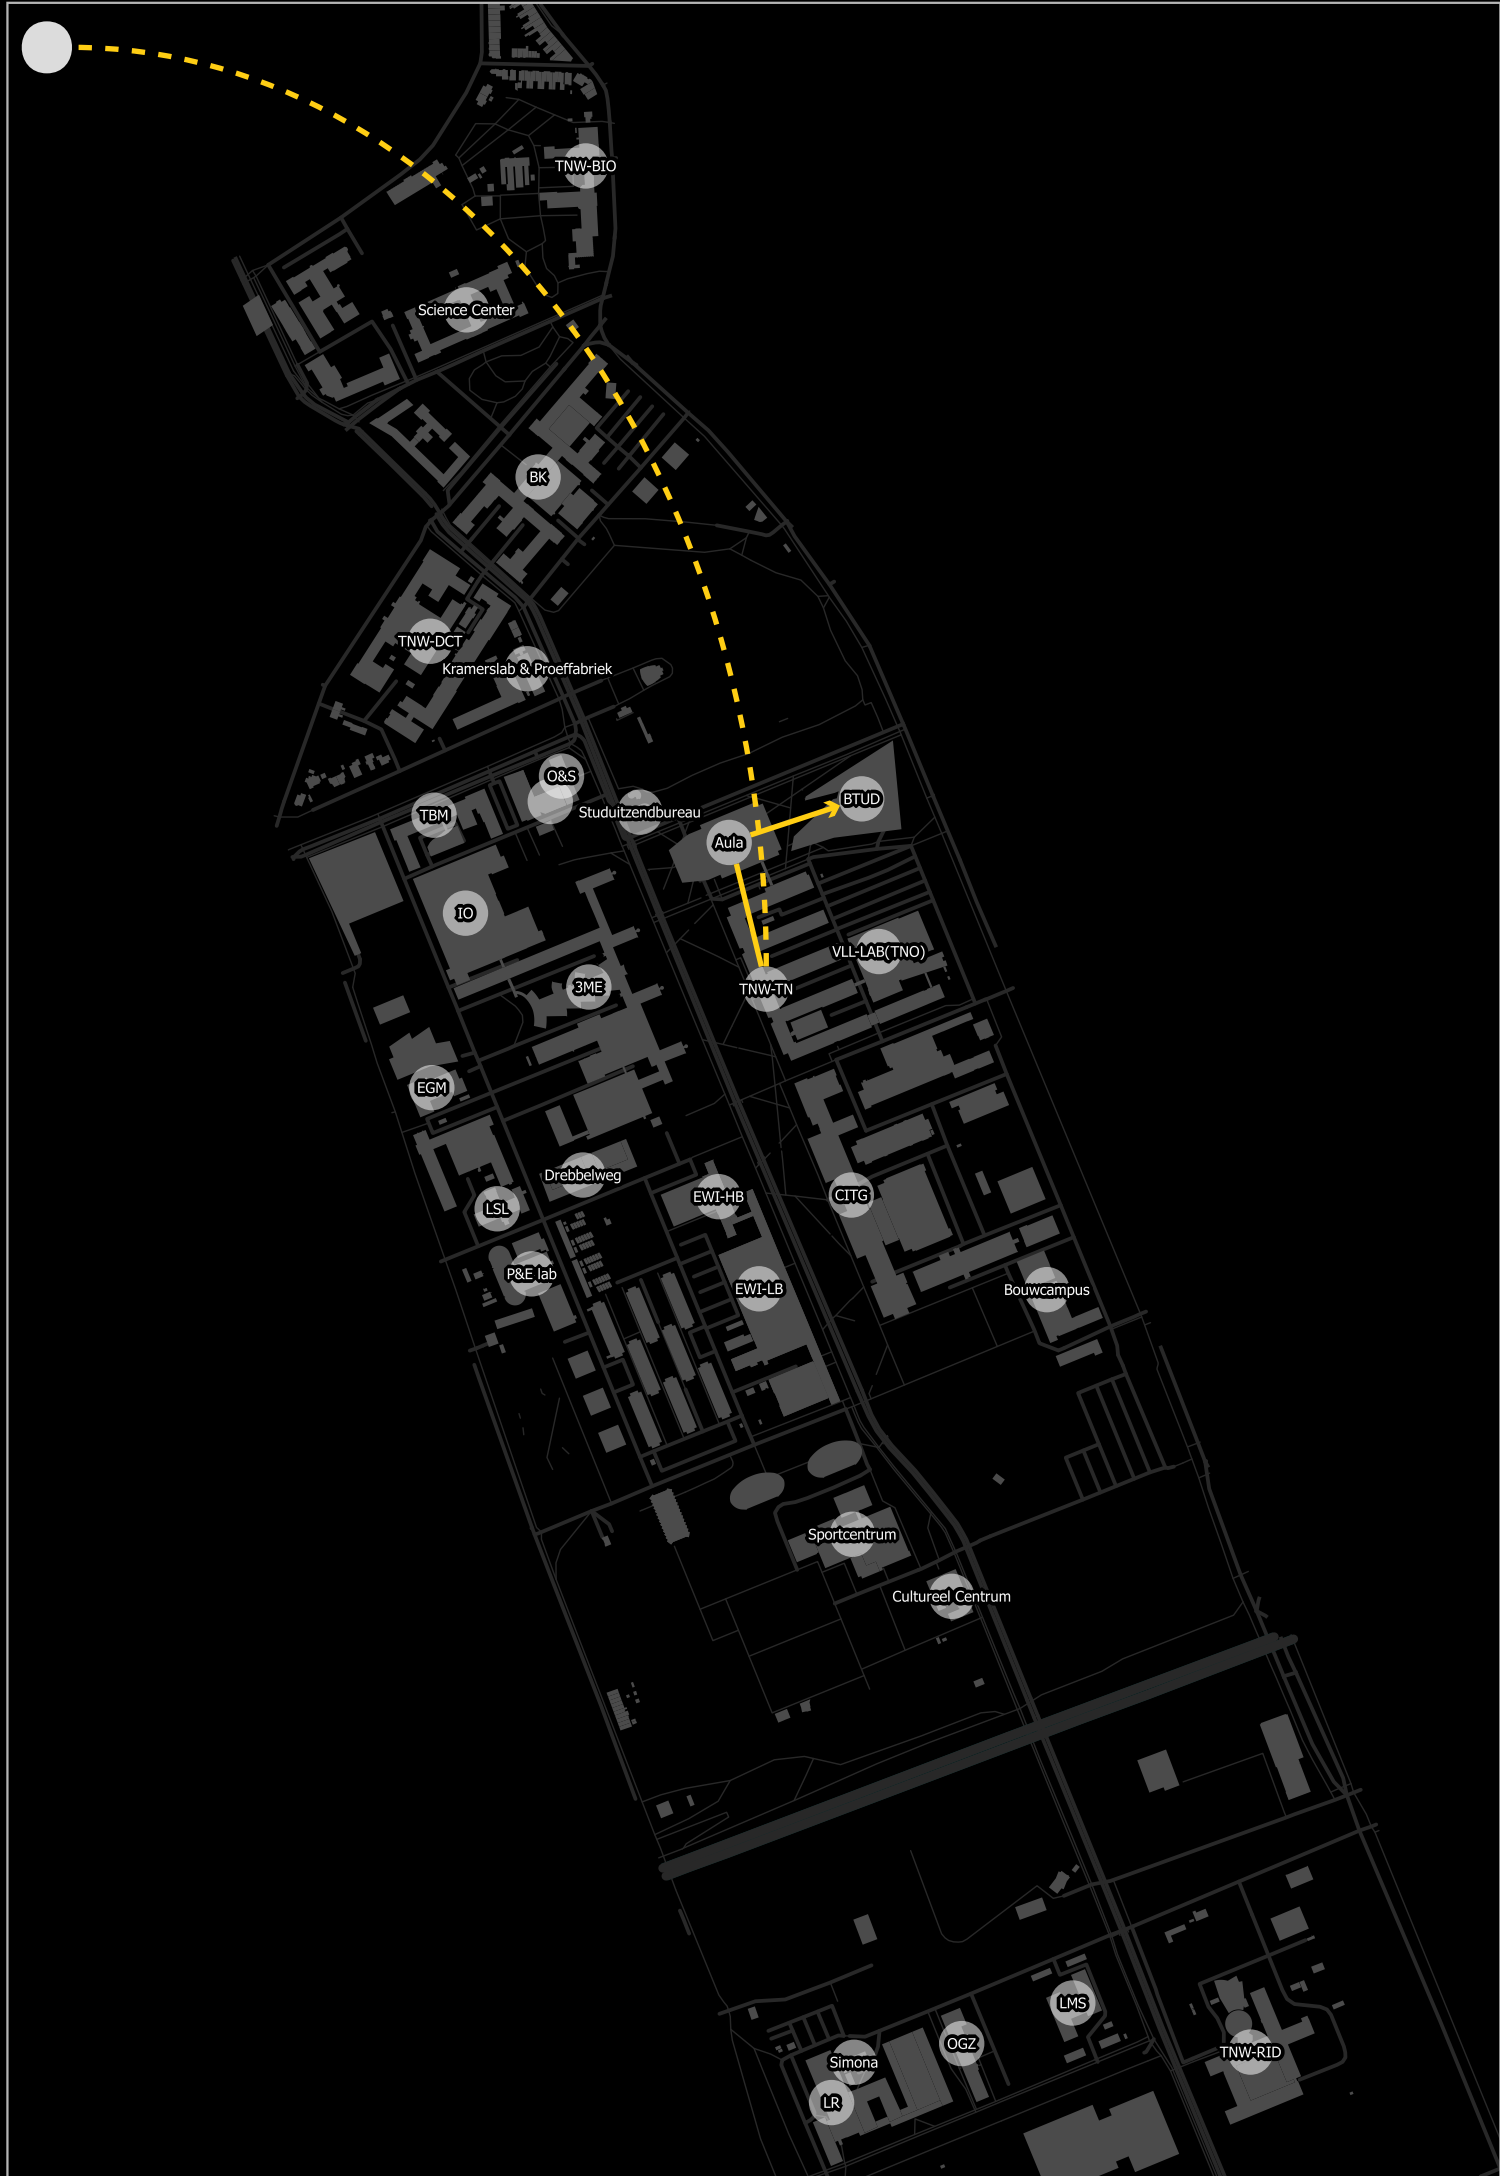 TNW-BIO
Science Center
BK
TNW-DCT
Kramerslab & Proeffabriek
O&S
TBM
Studuitzendbureau
BTUD
Aula
IO
VLL-LAB(TNO)
3ME
TNW-TN
EGM
Drebbelweg
EWI-HB
CITG
LSL
P&E lab
EWI-LB
Bouwcampus
Sportcentrum
Cultureel Centrum
LMS
OGZ
TNW-RID
Simona
LR